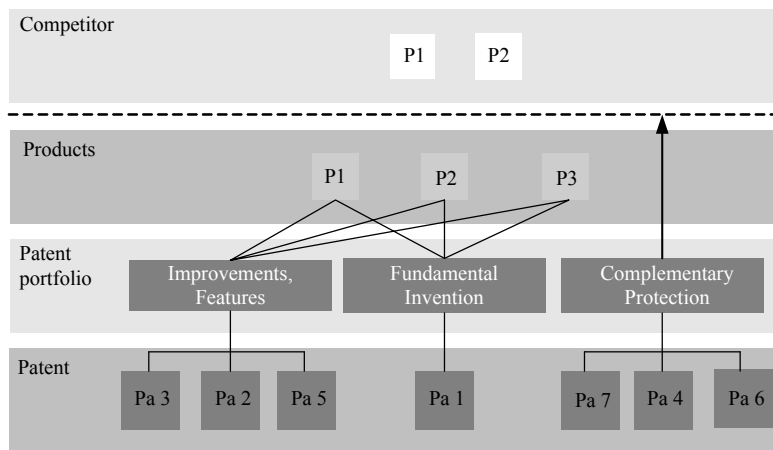 Competitor
P1
P2
Products
P1
P2
P3
Patent
portfolio
Improvements,
Features
Fundamental
Invention
Complementary
Protection
Patent
Pa 3
Pa 2
Pa 5
Pa 1
Pa 7
Pa 4
Pa 6